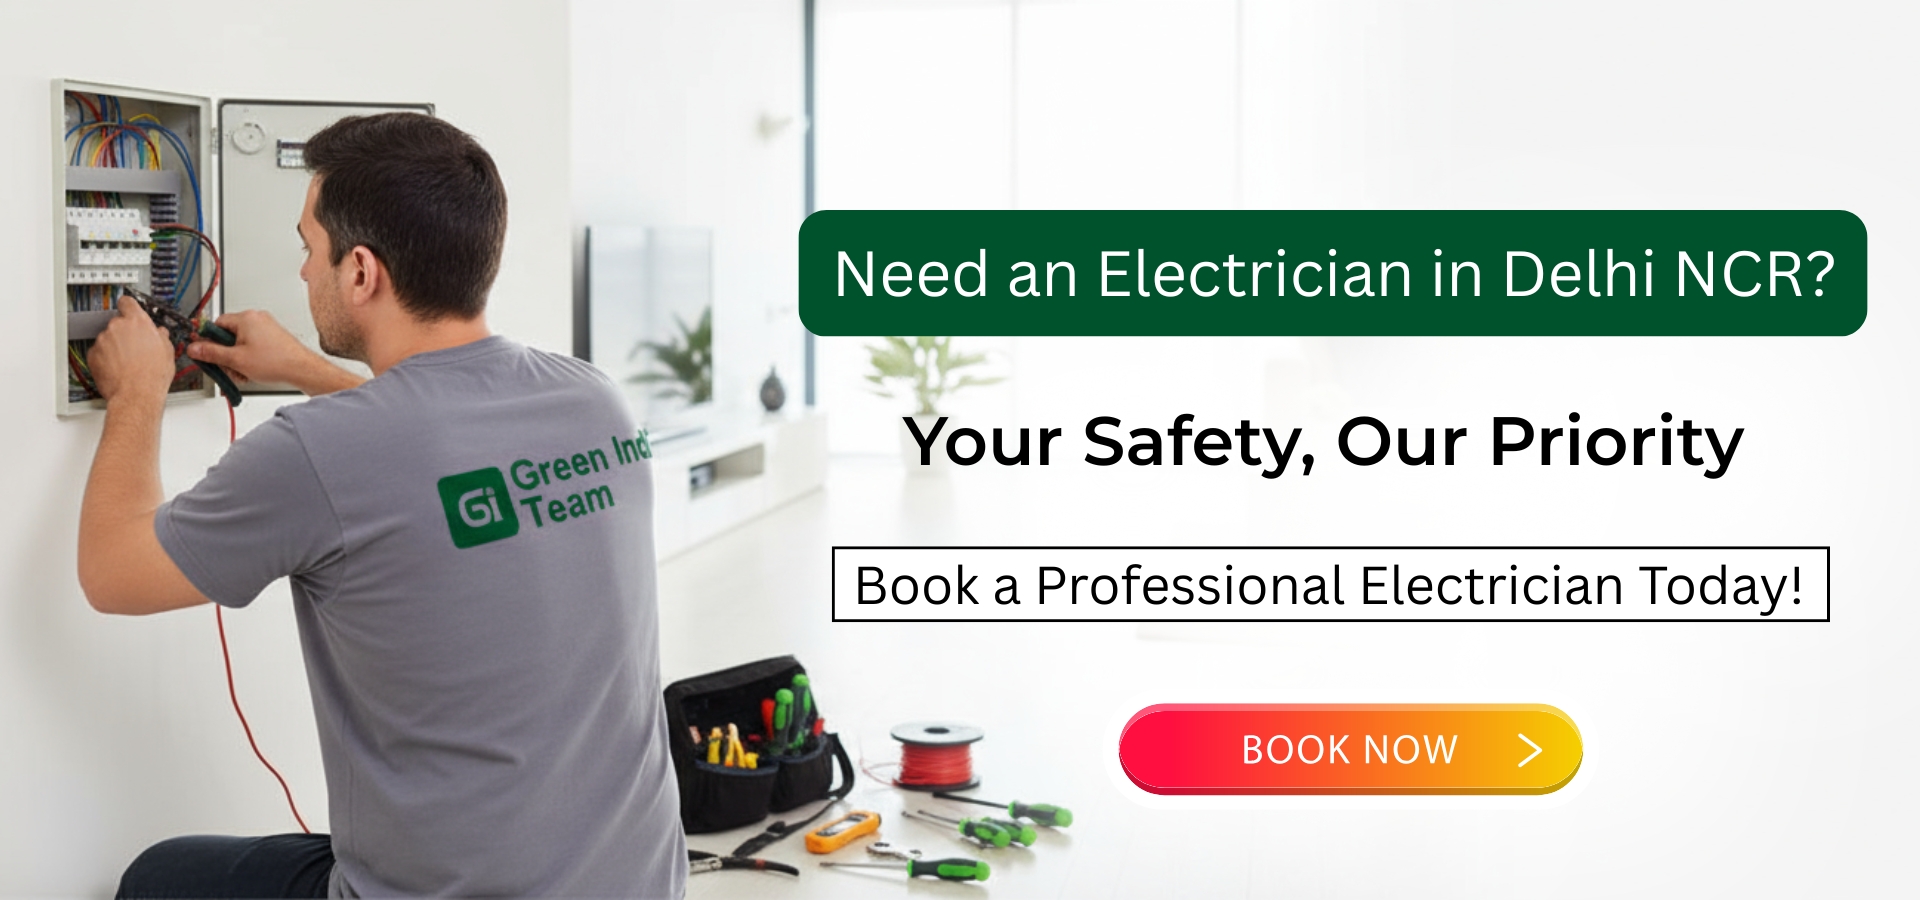 Need an Electrician in Delhi NCR?
Your Safety, Our Priority
Book a Professional Electrician Today!
BOOK NOW
Gi
Green Indi
Team